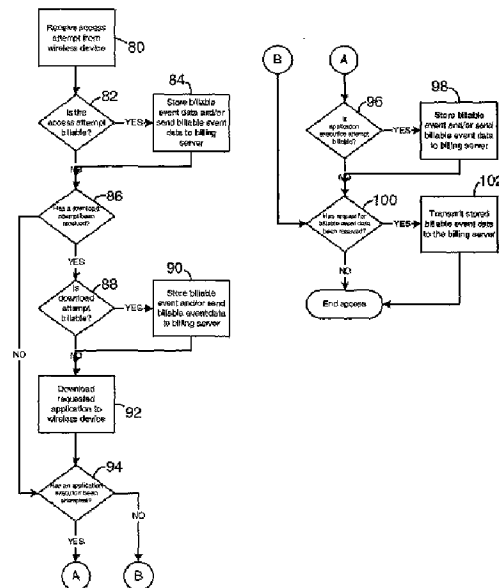 Receive access
attempt from
wireless device
80
82
Is the
access attempt
billable?
YES
84
Store billable
event data and/or
send billable event
data to billing
server
NO
86
Has a download
attempt been
received?
YES
88
Is
download
attempt
billable?
YES
90
Store billable
event and/or send
billable event data
to billing server
NO
NO
Download
requested
application to
wireless device
92
94
Has an application
execution been
attempted?
NO
YES
A
B
B
A
96
Is
application
execution attempt
billable?
YES
98
Store billable
event and/or send
billable event data
to billing server
NO
100
Has request for
billable event data
been received?
YES
102
Transmit stored
billable event data
to the billing server
NO
End access